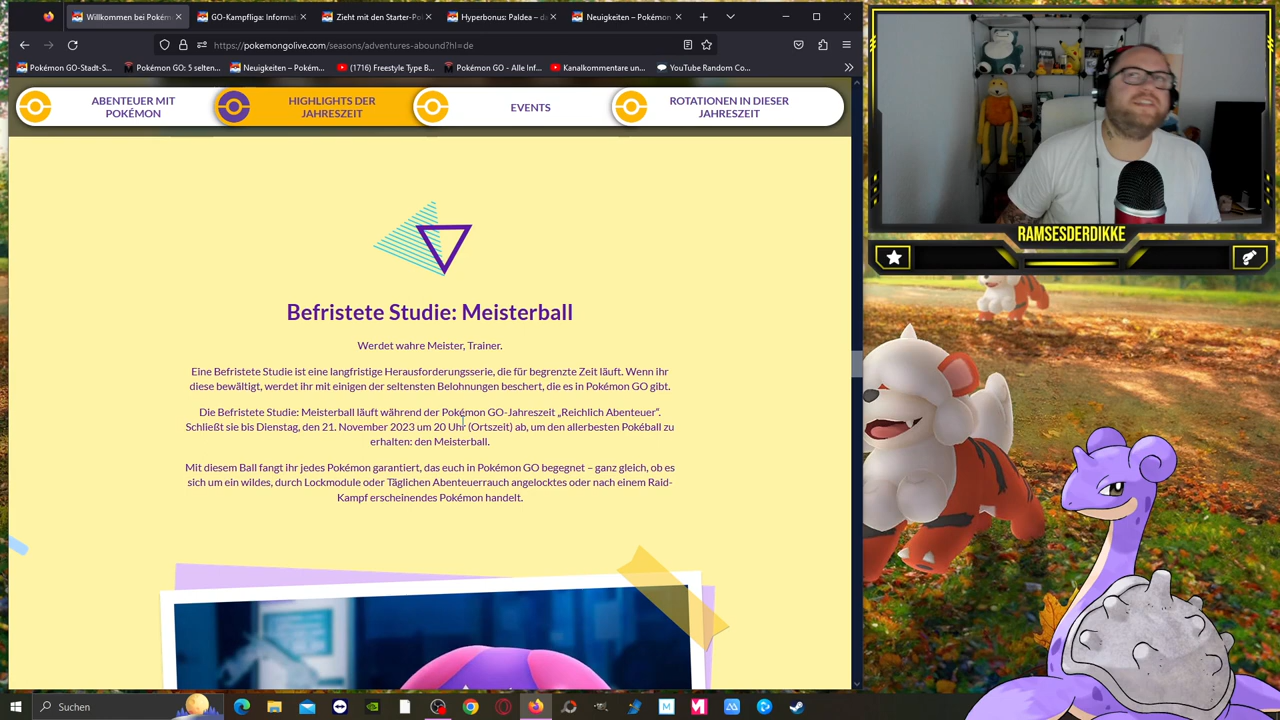 Willkommen bei Pokém
GO-Kampfliga: Informat
Zieht mit den Starter-Po
Hyperbonus: Paldea – da
Neuigkeiten – Pokémon
https://pokemongolive.com/seasons/adventures-abound?hl=de
Pokémon GO-Stadt-S...
Pokémon GO: 5 selten...
Neuigkeiten – Pokém...
(1716) Freestyle Type B...
Pokémon GO - Alle Inf...
Kanalkommentare un...
YouTube Random Co...
ABENTEUER MIT
POKÉMON
HIGHLIGHTS DER
JAHRESZEIT
EVENTS
ROTATIONEN IN DIESER
JAHRESZEIT
Befristete Studie: Meisterball
Werdet wahre Meister, Trainer.
Eine Befristete Studie ist eine langfristige Herausforderungsserie, die für begrenzte Zeit läuft. Wenn ihr
diese bewältigt, werdet ihr mit einigen der seltensten Belohnungen beschert, die es in Pokémon GO gibt.
Die Befristete Studie: Meisterball läuft während der Pokémon GO-Jahreszeit „Reichlich Abenteuer“.
Schließt sie bis Dienstag, den 21. November 2023 um 20 Uhr (Ortszeit) ab, um den allerbesten Pokéball zu
erhalten: den Meisterball.
Mit diesem Ball fangt ihr jedes Pokémon garantiert, das euch in Pokémon GO begegnet – ganz gleich, ob es
sich um ein wildes, durch Lockmodule oder Täglichen Abenteuerrauch angelocktes oder nach einem Raid-
Kampf erscheinendes Pokémon handelt.
RAMSESDERDIKKE
Suchen